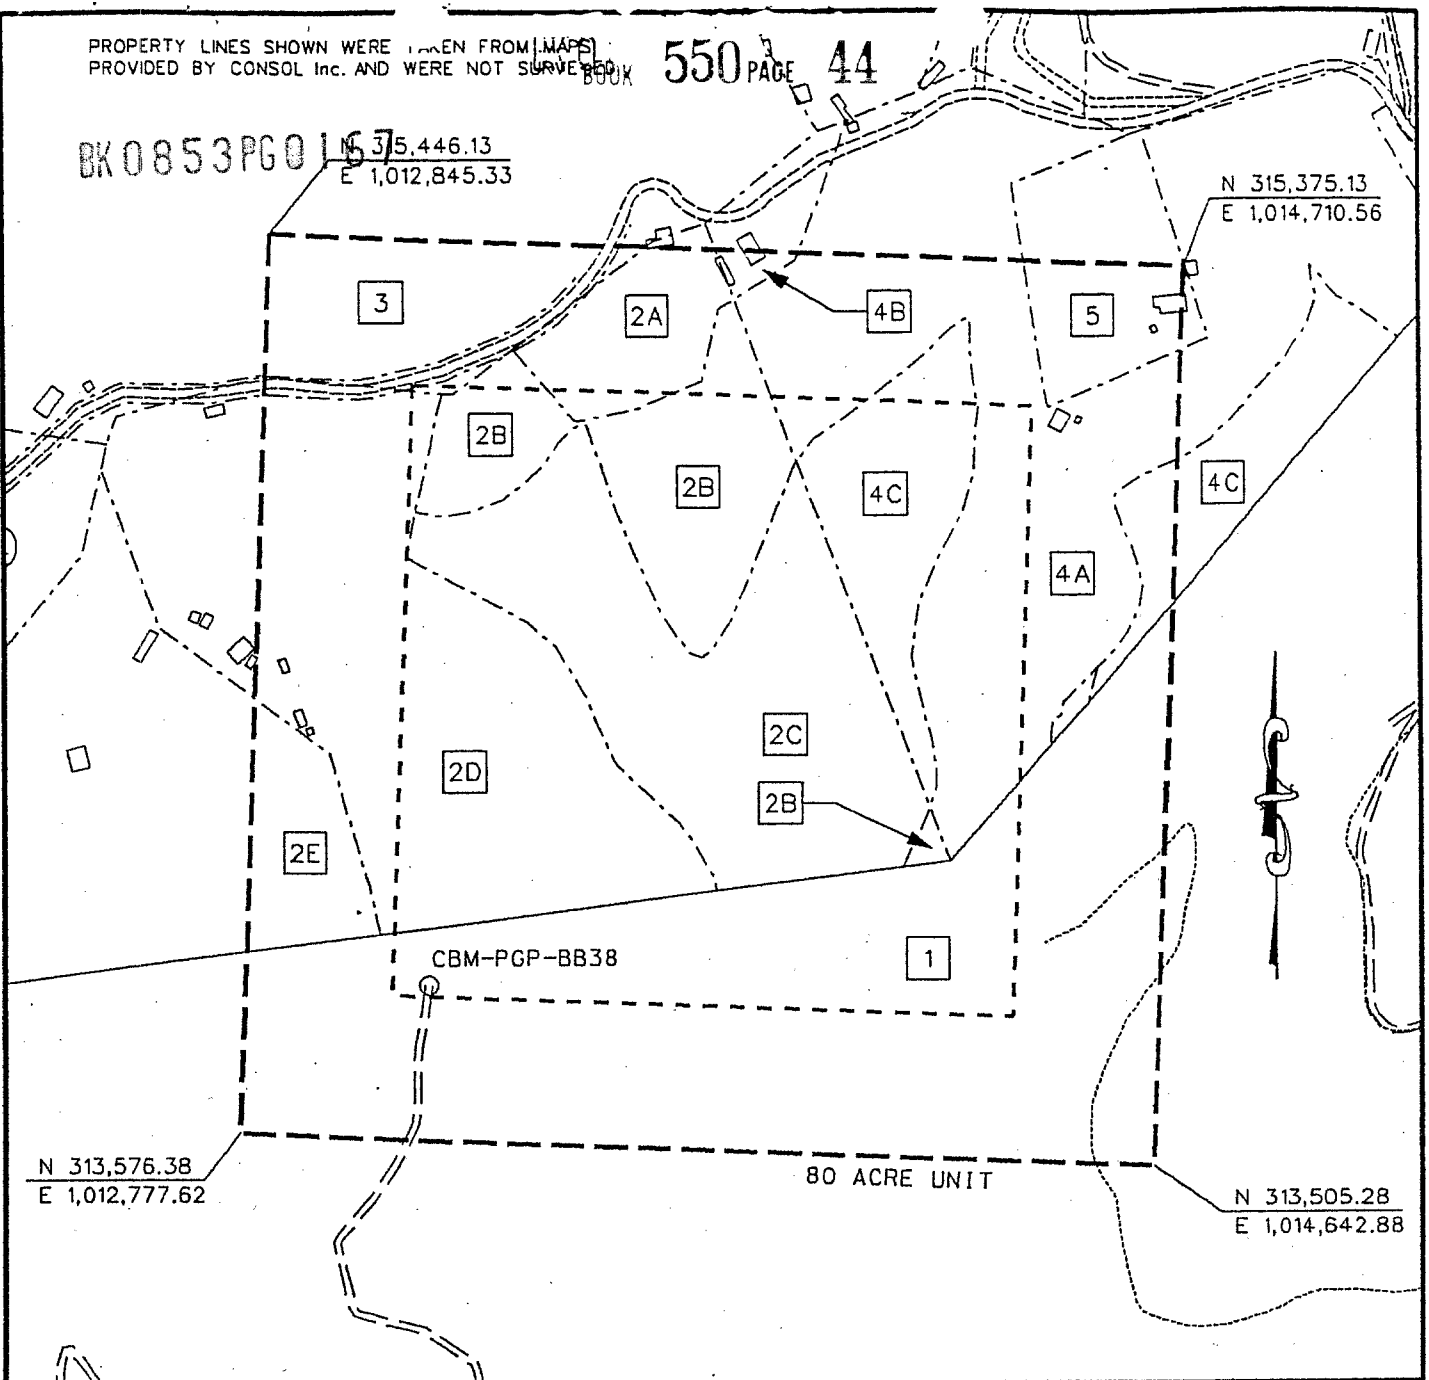 PROPERTY LINES SHOWN WERE FROM MAPS
PROVIDED BY CONSOL Inc. AND WERE NOT SURVEYED
BOOK 550 PAGE 44
BK0853PG0167
N 315,446.13
E 1,012,845.33
N 315,375.13
E 1,014,710.56
3
2A
4B
5
2B
2B
4C
4C
4A
2C
2D
2B
2E
CBM-PGP-BB38
1
N 313,576.38
E 1,012,777.62
80 ACRE UNIT
N 313,505.28
E 1,014,642.88